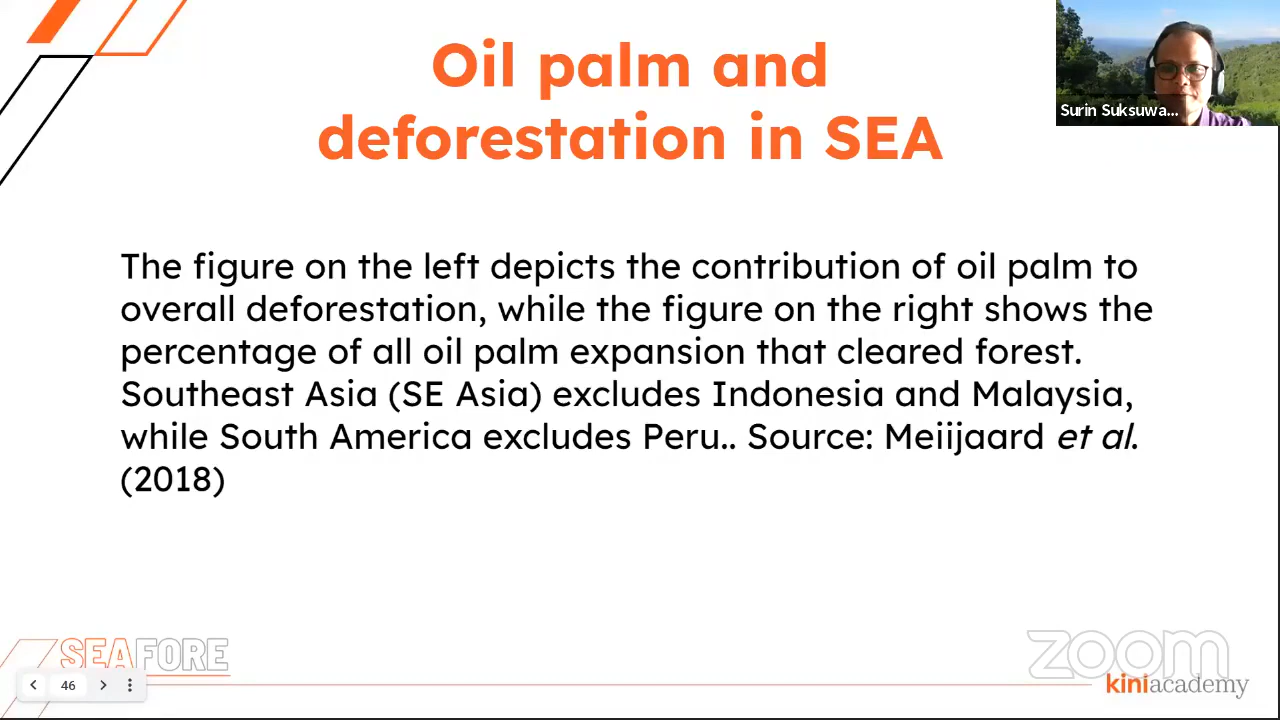 Oil palm and
deforestation in SEA
Surin Suksuwa...
The figure on the left depicts the contribution of oil palm to
overall deforestation, while the figure on the right shows the
percentage of all oil palm expansion that cleared forest.
Southeast Asia (SE Asia) excludes Indonesia and Malaysia,
while South America excludes Peru.. Source: Meiijaard et al.
(2018)
SEAFORE
46
zoom
kiniacademy